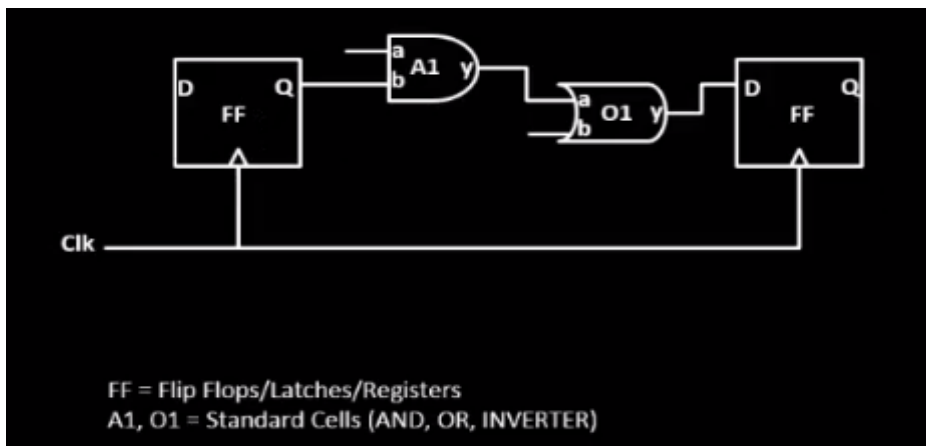 a
A1 y
b
D Q
FF
a
O1 y
b
D Q
FF
Clk
FF = Flip Flops/Latches/Registers
A1, O1 = Standard Cells (AND, OR, INVERTER)